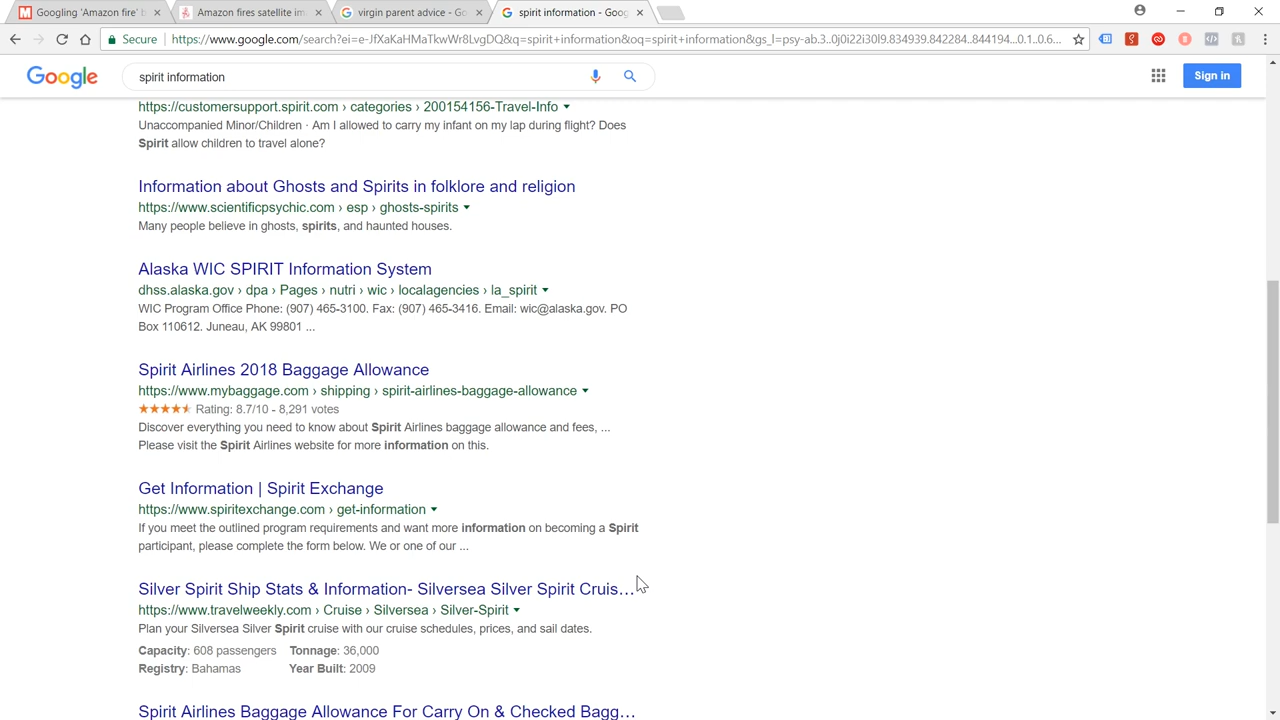 Googling 'Amazon fire' b
Amazon fires satellite im
virgin parent advice - Go
spirit information - Goog
Secure
https://www.google.com/search?ei=e-JfXaKaHMaTkwWr8LvgDQ&q=spirit+information&oq=spirit+information&gs_l=psy-ab.3..0j0i22i30l9.834939.842284..844194...0.1..0.6...
Google
spirit information
Sign in
https://customersupport.spirit.com › categories › 200154156-Travel-Info
Unaccompanied Minor/Children · Am I allowed to carry my infant on my lap during flight? Does
Spirit allow children to travel alone?
Information about Ghosts and Spirits in folklore and religion
https://www.scientificpsychic.com › esp › ghosts-spirits
Many people believe in ghosts, spirits, and haunted houses.
Alaska WIC SPIRIT Information System
dhss.alaska.gov › dpa › Pages › nutri › wic › localagencies › la_spirit
WIC Program Office Phone: (907) 465-3100. Fax: (907) 465-3416. Email: wic@alaska.gov. PO
Box 110612. Juneau, AK 99801 ...
Spirit Airlines 2018 Baggage Allowance
https://www.mybaggage.com › shipping › spirit-airlines-baggage-allowance
Rating: 8.7/10 - 8,291 votes
Discover everything you need to know about Spirit Airlines baggage allowance and fees, ...
Please visit the Spirit Airlines website for more information on this.
Get Information | Spirit Exchange
https://www.spiritexchange.com › get-information
If you meet the outlined program requirements and want more information on becoming a Spirit
participant, please complete the form below. We or one of our ...
Silver Spirit Ship Stats & Information- Silversea Silver Spirit Cruis...
https://www.travelweekly.com › Cruise › Silversea › Silver-Spirit
Plan your Silversea Silver Spirit cruise with our cruise schedules, prices, and sail dates.
Capacity: 608 passengers Tonnage: 36,000
Registry: Bahamas Year Built: 2009
Spirit Airlines Baggage Allowance For Carry On & Checked Bagg...